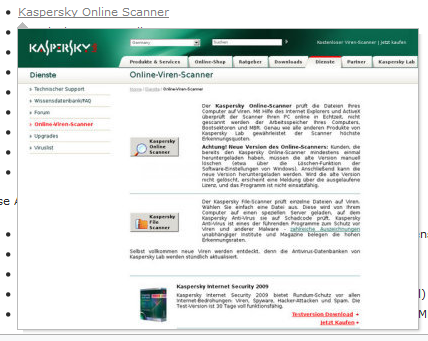 Kaspersky Online Scanner
KASPERSKY
Germany
Suchen
Kostenloser Viren-Scanner | Jetzt kaufen
Produkte & Services
Online-Shop
Ratgeber
Downloads
Dienste
Partner
Kaspersky Lab
Dienste
Technischer Support
Wissensdatenbank/FAQ
Forum
Online-Viren-Scanner
Upgrades
Viruslist
Online-Viren-Scanner
Home / Dienste / Online-Viren-Scanner
Kaspersky
Online
Scanner
Der Kaspersky Online-Scanner prüft die Dateien Ihres
Computer auf Viren. Mit Hilfe des Internet Explorers und ActiveX
überprüft der Scanner Ihren PC online in Echtzeit, nicht
gescannt werden der Arbeitsspeicher Ihres Computers,
Bootsektoren und MBR. Genau wie alle anderen Produkte von
Kaspersky Lab gewährleistet der Scanner höchste
Erkennungsquoten.
Achtung! Neue Version des Online-Scanners: Kunden, die
bereits den Kaspersky Online-Scanner mindestens einmal
heruntergeladen haben, müssen die alte Version manuell
löschen (etwa über die Löschen-Funktion der
Software-Einstellungen von Windows). Anschließend kann die
neue Version heruntergeladen werden. Wird die alte Version
nicht gelöscht, erscheint eine Meldung über die ausgelaufene
Lizenz, und das Programm ist nicht einsatzfähig.
Kaspersky
File
Scanner
Der Kaspersky File-Scanner prüft einzelne Dateien auf Viren.
Wählen Sie einfach eine Datei aus. Diese wird von Ihrem
Computer auf einen speziellen Server geladen, auf dem
Kaspersky Anti-Virus sie auf Schadcode prüft. Kaspersky
Anti-Virus ist eines der führenden Programme zum Schutz vor
Viren und anderer Malware - zahlreiche Auszeichnungen
unabhängiger Institute und Magazine belegen die hohen
Erkennungsraten.
Selbst vollkommen neue Viren werden entdeckt, denn die Antivirus-Datenbanken von
Kaspersky Lab werden stündlich aktualisiert.
Kaspersky Internet Security 2009
Kaspersky Internet Security 2009 bietet Rundum-Schutz vor allen
Internet-Bedrohungen: Viren, Spyware, Hacker-Attacken und Spam. Die
Test-Version ist 30 Tage voll funktionsfähig.
Testversion Download
Jetzt Kaufen